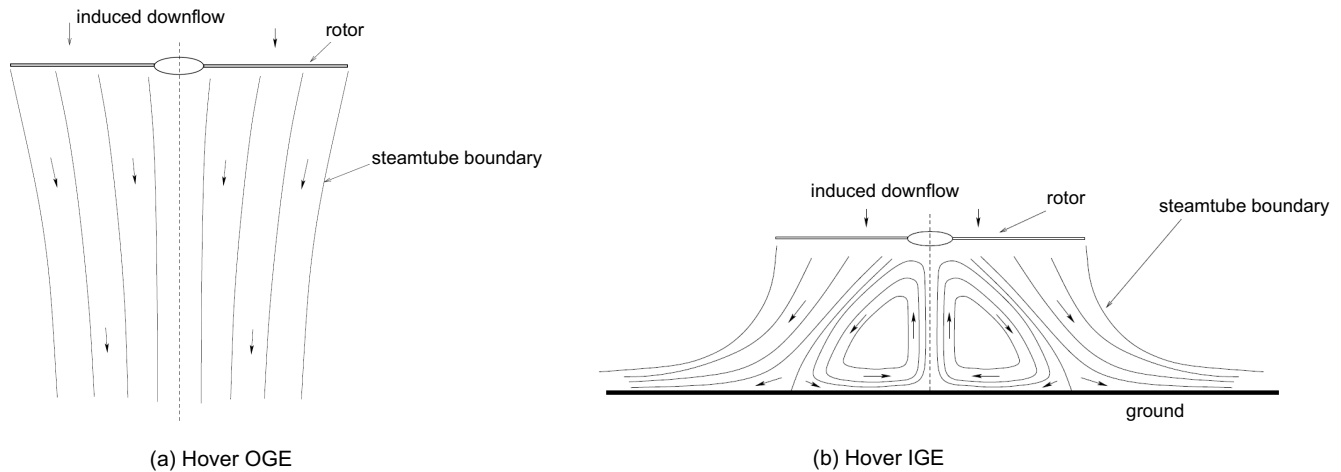 induced downflow
rotor
steamtube boundary
(a) Hover OGE
induced downflow
rotor
steamtube boundary
ground
(b) Hover IGE